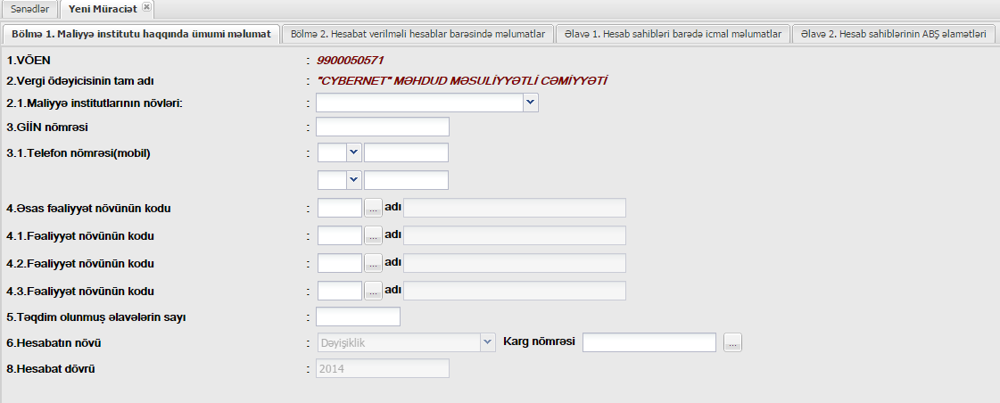 Sənədlər Yeni Müraciət
Bölmə 1. Maliyyə institutu haqqında ümumi məlumat Bölmə 2. Hesabat verilməli hesablar barəsində məlumatlar Əlavə 1. Hesab sahibləri barədə icmal məlumatlar Əlavə 2. Hesab sahiblərinin ABŞ əlamətləri
1.VÖEN : 9900050571
2.Vergi ödəyicisinin tam adı : "CYBERNET" MƏHDUD MƏSULİYYƏTLİ CƏMİYYƏTİ
2.1.Maliyyə institutlarının növləri: :
3.GİİN nömrəsi :
3.1.Telefon nömrəsi(mobil) :
4.Əsas fəaliyyət növünün kodu : ... adı
4.1.Fəaliyyət növünün kodu : ... adı
4.2.Fəaliyyət növünün kodu : ... adı
4.3.Fəaliyyət növünün kodu : ... adı
5.Təqdim olunmuş əlavələrin sayı :
6.Hesabatın növü : Dəyişiklik Karg nömrəsi ...
8.Hesabat dövrü : 2014